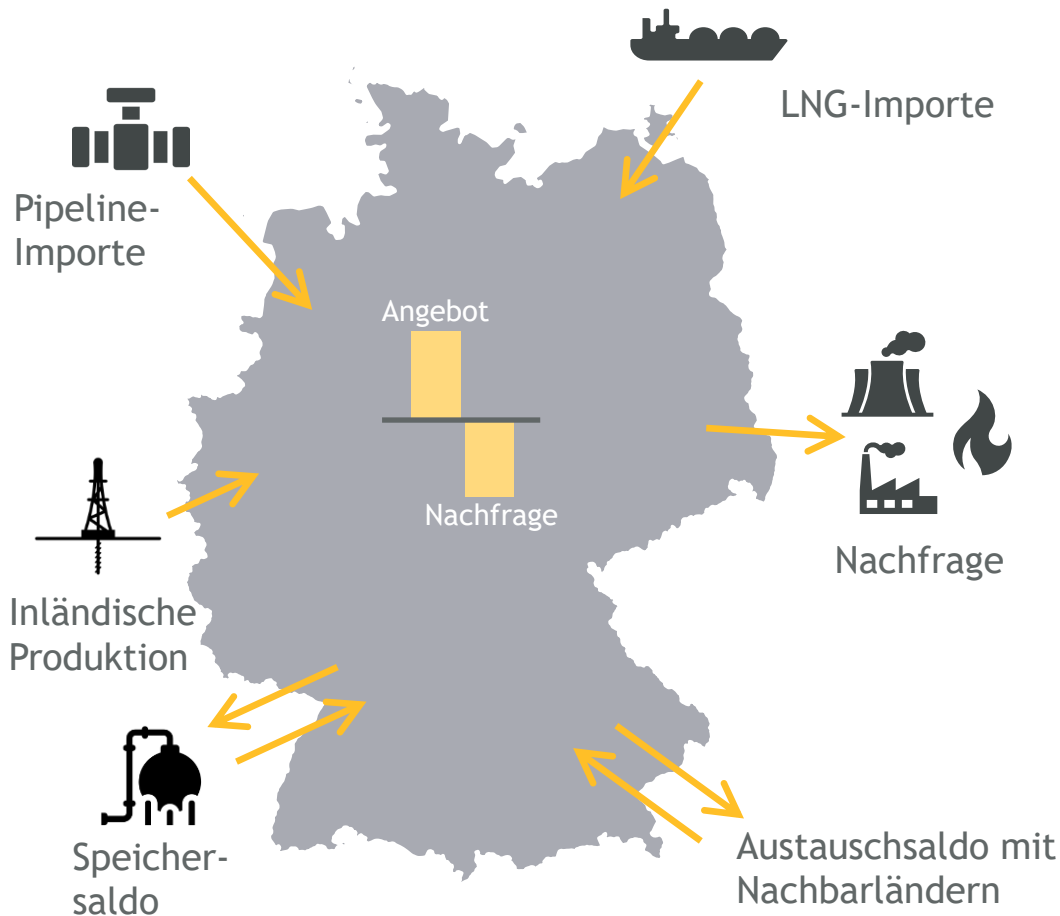 LNG-Importe
Pipeline-
Importe
Angebot
Nachfrage
Nachfrage
Inländische
Produktion
Speicher-
saldo
Austauschsaldo mit
Nachbarländern